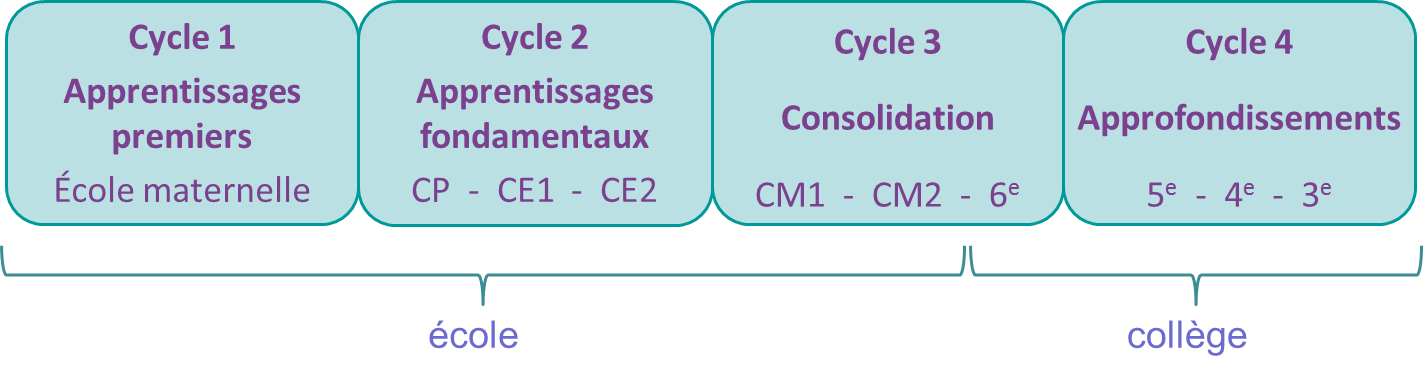 Cycle 1
Apprentissages
premiers
École maternelle
Cycle 2
Apprentissages
fondamentaux
CP - CE1 - CE2
Cycle 3
Consolidation
CM1 - CM2 - 6ᵉ
Cycle 4
Approfondissements
5ᵉ - 4ᵉ - 3ᵉ
école
collège